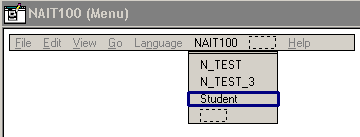 NAIT100 (Menu)
File Edit View Go Language NAIT100 Help
N_TEST
N_TEST_3
Student